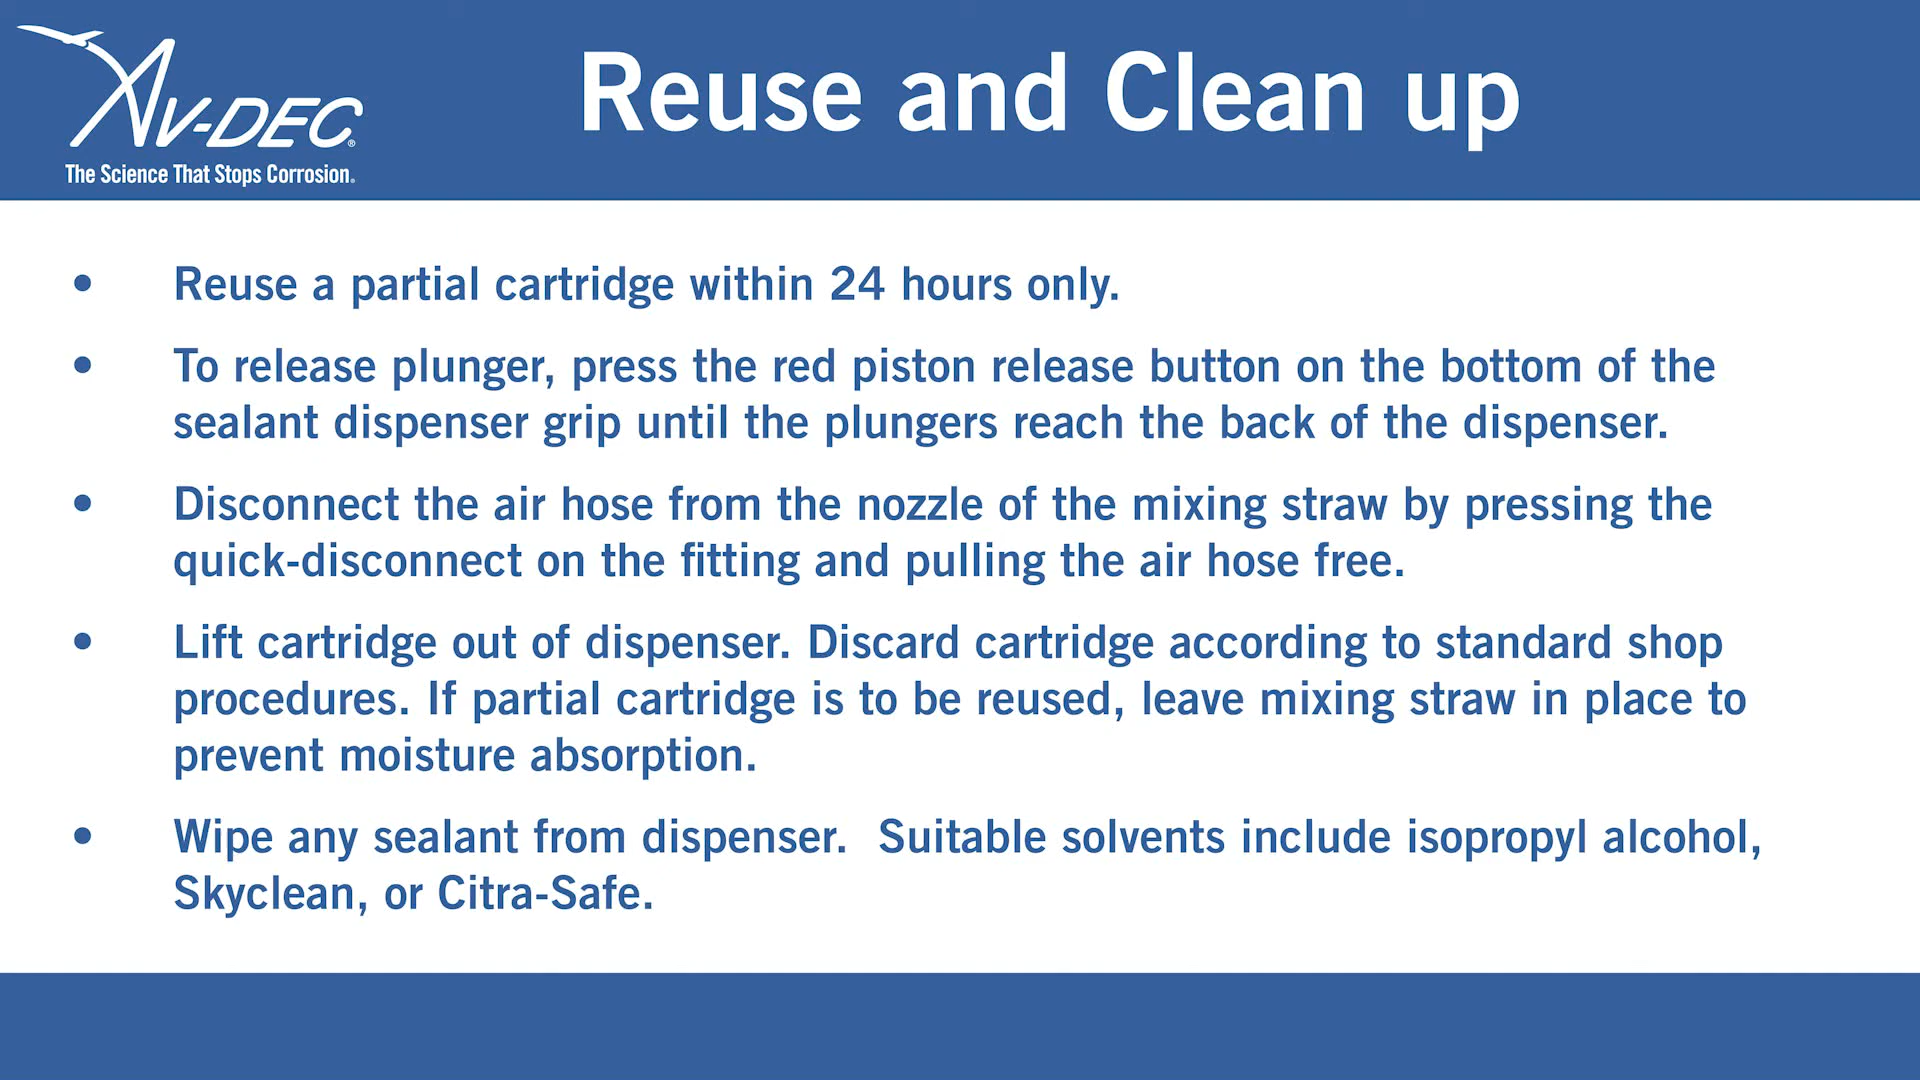 AV-DEC®
The Science That Stops Corrosion®
Reuse and Clean up
• Reuse a partial cartridge within 24 hours only.
• To release plunger, press the red piston release button on the bottom of the
sealant dispenser grip until the plungers reach the back of the dispenser.
• Disconnect the air hose from the nozzle of the mixing straw by pressing the
quick-disconnect on the fitting and pulling the air hose free.
• Lift cartridge out of dispenser. Discard cartridge according to standard shop
procedures. If partial cartridge is to be reused, leave mixing straw in place to
prevent moisture absorption.
• Wipe any sealant from dispenser.  Suitable solvents include isopropyl alcohol,
Skyclean, or Citra-Safe.